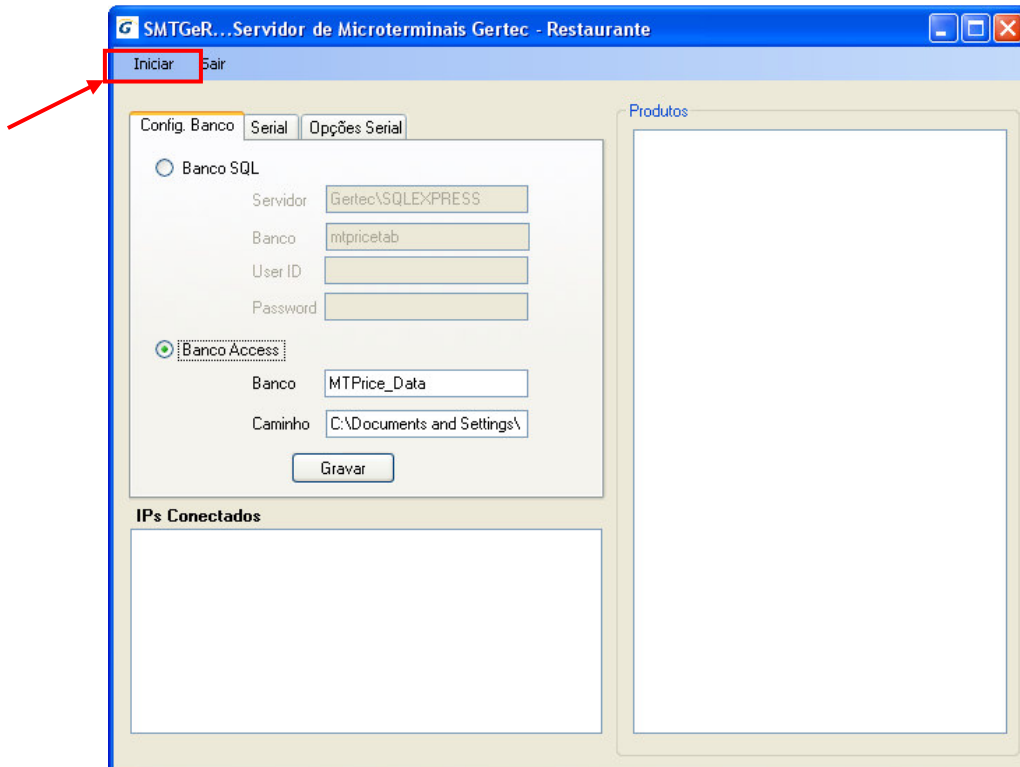 G SMTGeR...Servidor de Microterminais Gertec - Restaurante
Iniciar Sair
Config. Banco Serial Opções Serial
Banco SQL
Servidor Gertec\SQLEXPRESS
Banco mtpricetab
User ID
Password
Banco Access
Banco MTPrice_Data
Caminho C:\Documents and Settings\
Gravar
IPs Conectados
Produtos